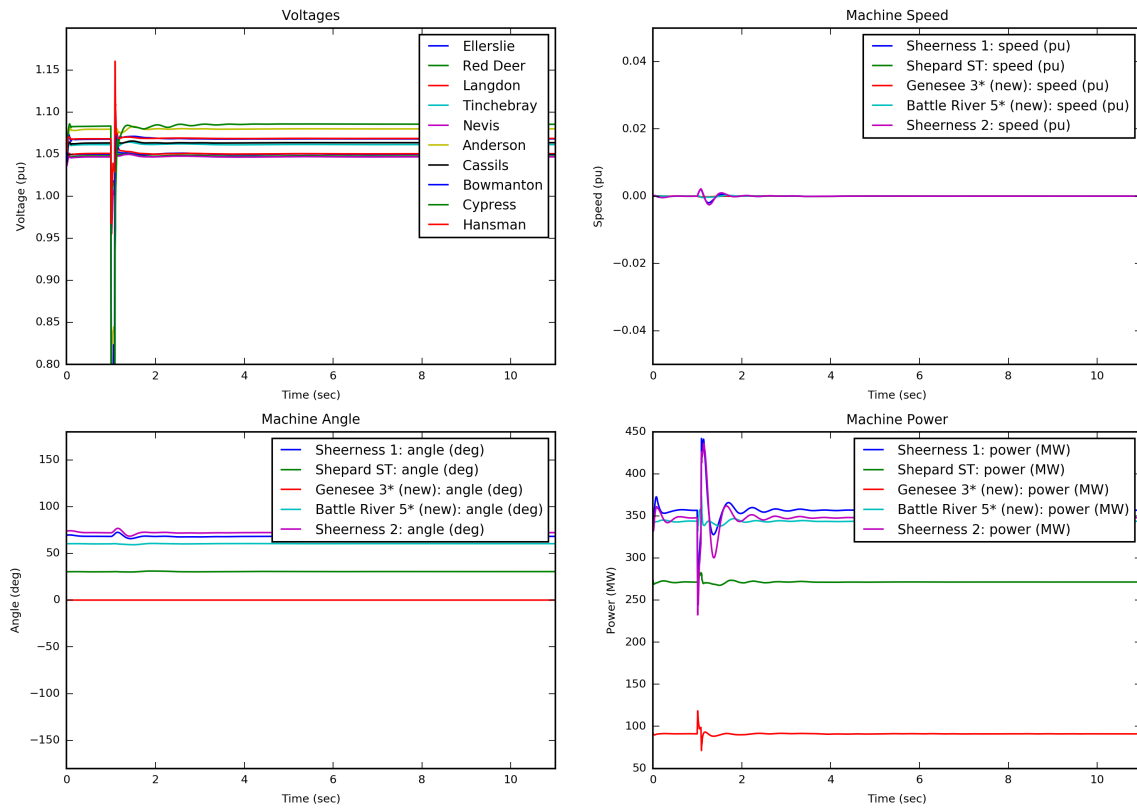 Voltages
1.15
1.10
1.05
1.00
0.95
0.90
0.85
0.80
Voltage (pu)
0 2 4 6 8 10
Time (sec)
Ellerslie
Red Deer
Langdon
Tinchebray
Nevis
Anderson
Cassils
Bowmanton
Cypress
Hansman
Machine Speed
0.04
0.02
0.00
−0.02
−0.04
Speed (pu)
0 2 4 6 8 10
Time (sec)
Sheerness 1: speed (pu)
Shepard ST: speed (pu)
Genesee 3* (new): speed (pu)
Battle River 5* (new): speed (pu)
Sheerness 2: speed (pu)
Machine Angle
150
100
50
0
−50
−100
−150
Angle (deg)
0 2 4 6 8 10
Time (sec)
Sheerness 1: angle (deg)
Shepard ST: angle (deg)
Genesee 3* (new): angle (deg)
Battle River 5* (new): angle (deg)
Sheerness 2: angle (deg)
Machine Power
450
400
350
300
250
200
150
100
50
Power (MW)
0 2 4 6 8 10
Time (sec)
Sheerness 1: power (MW)
Shepard ST: power (MW)
Genesee 3* (new): power (MW)
Battle River 5* (new): power (MW)
Sheerness 2: power (MW)